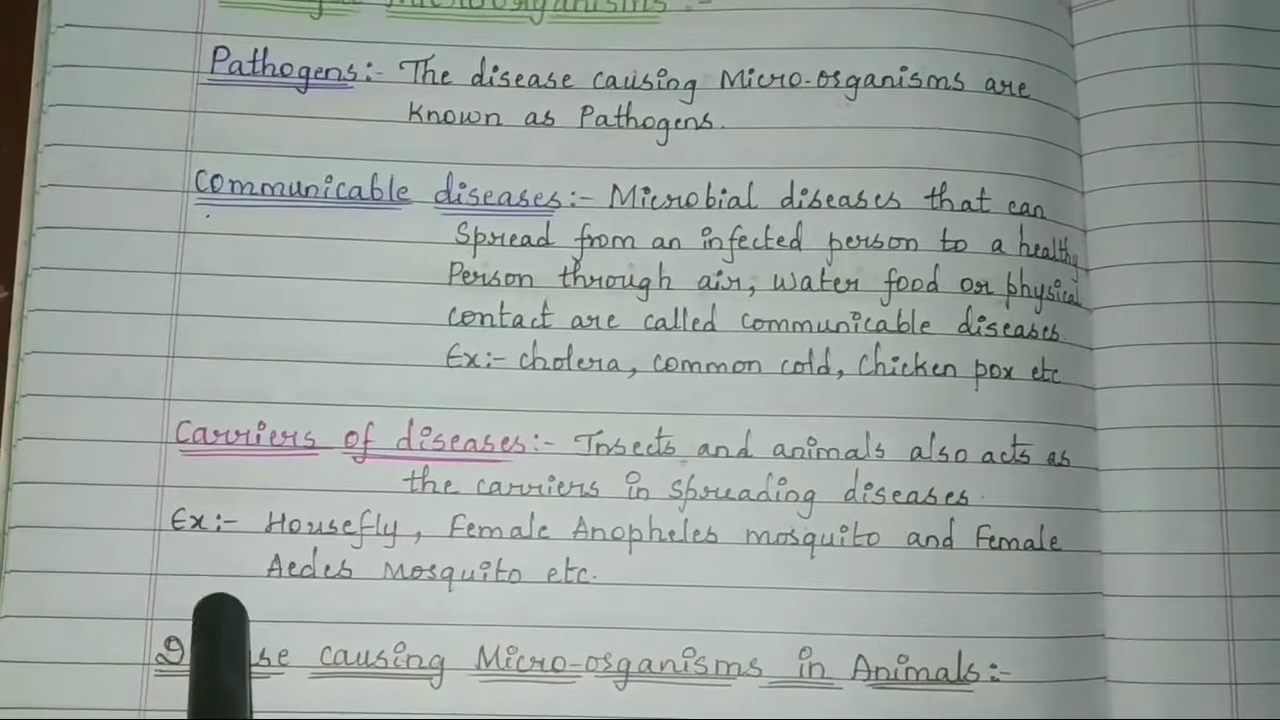 Microorganisms :-
Pathogens:- The disease causing Micro-organisms are
Known as Pathogens.
Communicable diseases:- Microbial diseases that can
Spread from an infected person to a healthy
Person through air, water food or physical
contact are called communicable diseases.
Ex:- cholera, common cold, chicken pox etc
Carriers of diseases:- Insects and animals also acts as
the carriers in spreading diseases.
Ex:- Housefly, Female Anopheles mosquito and Female
Aedes Mosquito etc.
causing Micro-organisms in Animals:-